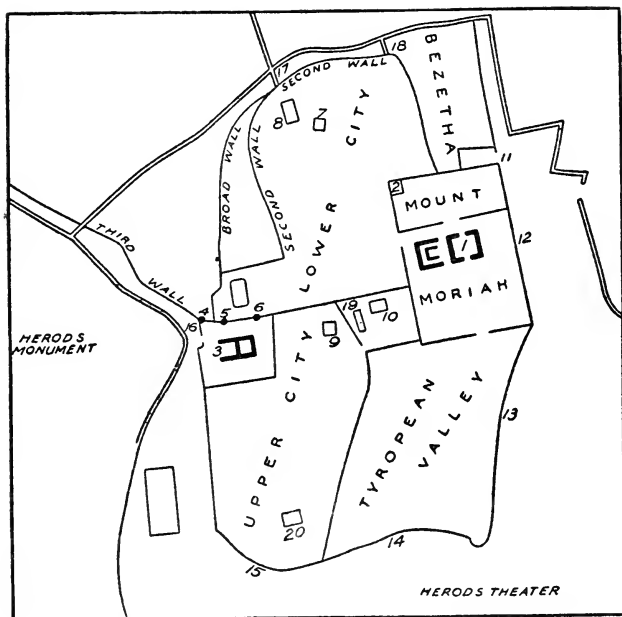 17
SECOND WALL
18
BEZETHA
8
7
CITY
BROAD WALL
SECOND WALL
11
2
MOUNT
LOWER
THIRD
WALL
E
1
12
MORIAH
4
5
6
16
19
10
HERODS
MONUMENT
3
9
UPPER CITY
TYROPEAN
VALLEY
13
20
14
15
HERODS THEATER